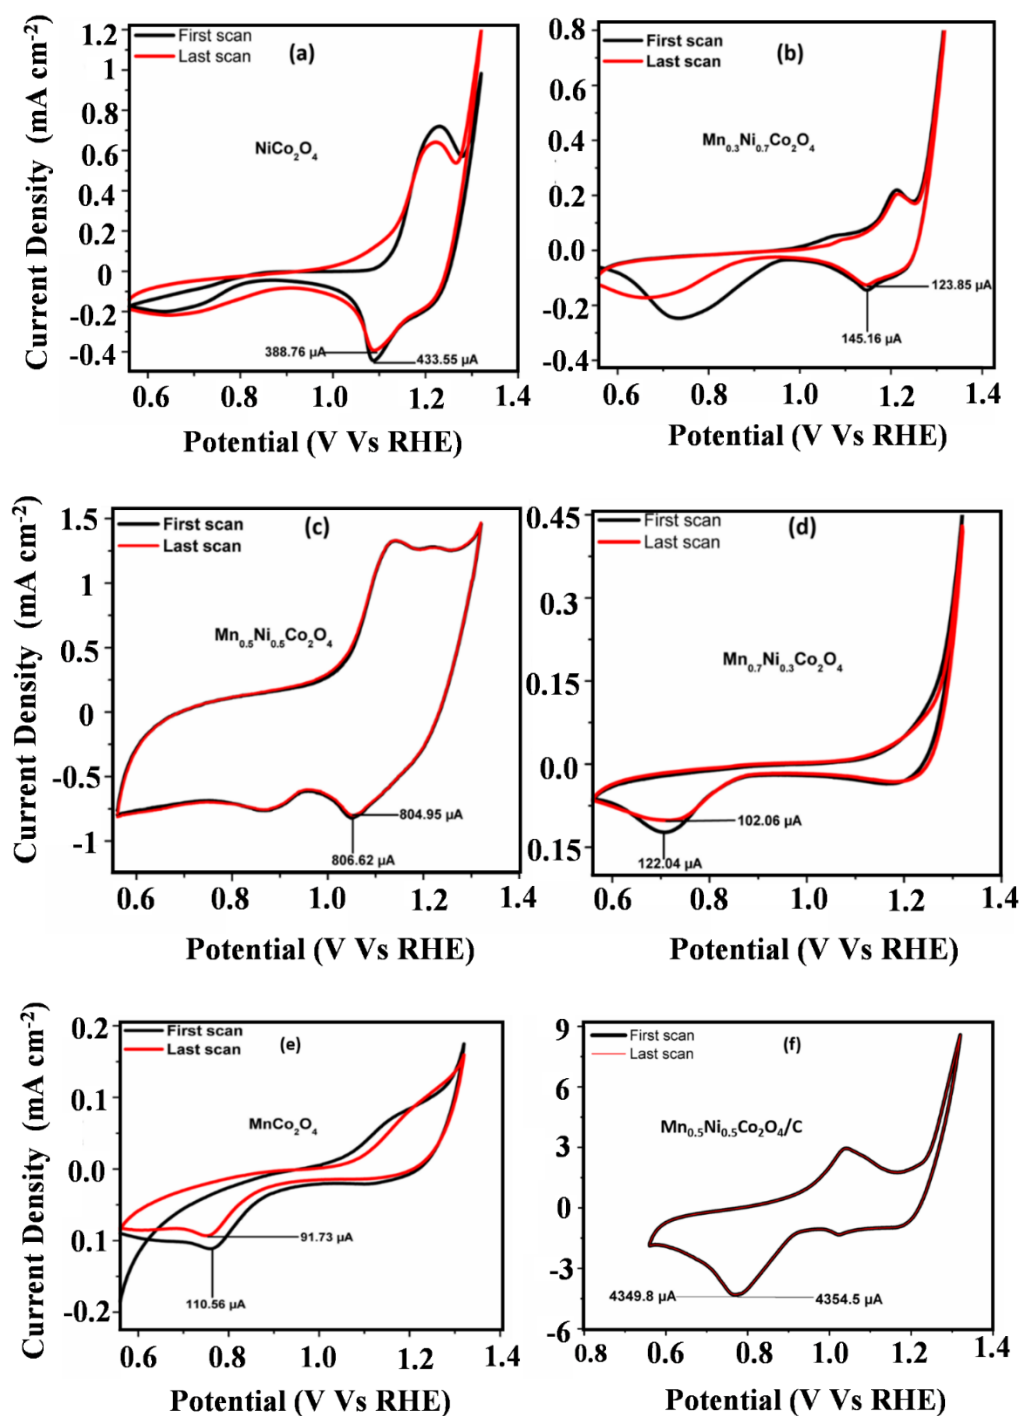 First scan
Last scan
(a)
NiCo₂O₄
388.76 µA
433.55 µA
1.2
1
0.8
0.6
0.4
0.2
0
-0.2
-0.4
0.6 0.8 1.0 1.2 1.4
Current Density (mA cm⁻²)
Potential (V Vs RHE)
First scan
Last scan
(b)
Mn₀.₃Ni₀.₇Co₂O₄
123.85 µA
145.16 µA
0.8
0.6
0.4
0.2
0.0
-0.2
-0.4
0.6 0.8 1.0 1.2 1.4
Potential (V Vs RHE)
First scan
Last scan
(c)
Mn₀.₅Ni₀.₅Co₂O₄
804.95 µA
806.62 µA
1.5
1
0.5
0
-0.5
-1
0.6 0.8 1.0 1.2 1.4
Current Density (mA cm⁻²)
Potential (V Vs RHE)
First scan
Last scan
(d)
Mn₀.₇Ni₀.₃Co₂O₄
102.06 µA
122.04 µA
0.45
0.3
0.15
0.0
0.15
0.6 0.8 1.0 1.2 1.4
Potential (V Vs RHE)
First scan
Last scan
(e)
MnCo₂O₄
91.73 µA
110.56 µA
0.2
0.1
0.0
0.1
-0.2
0.6 0.8 1.0 1.2 1.4
Current Density (mA cm⁻²)
Potential (V Vs RHE)
First scan
Last scan
(f)
Mn₀.₅Ni₀.₅Co₂O₄/C
4349.8 µA
4354.5 µA
9
6
3
0
-3
-6
0.8 0.6 0.8 1.0 1.2 1.4
Potential (V Vs RHE)